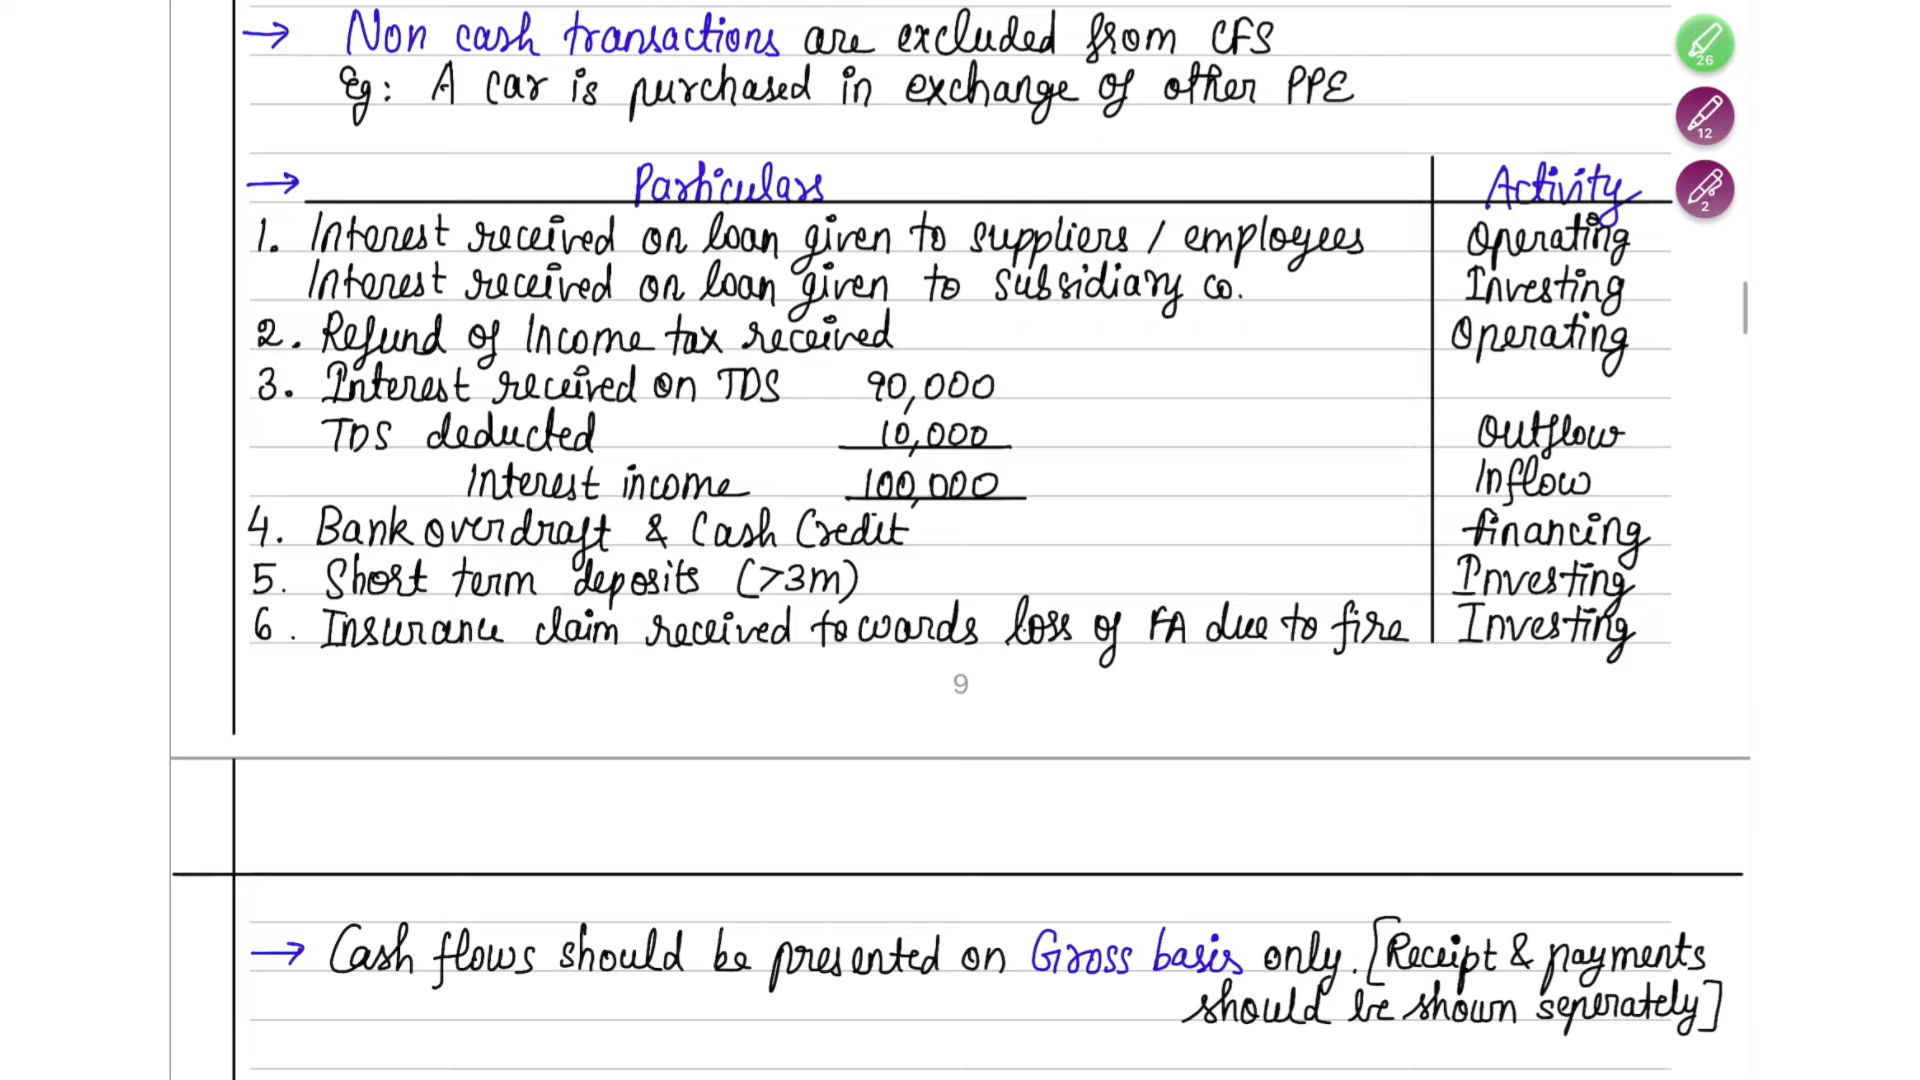 → Non cash transactions are excluded from CFS
Eg: A car is purchased in exchange of other PPE
26
12
2
→ Particulars Activity
1. Interest received on loan given to suppliers / employees Operating
Interest received on loan given to subsidiary co. Investing
2. Refund of Income tax received Operating
3. Interest received on TDS 90,000
TDS deducted 10,000 Outflow
Interest income 100,000 Inflow
4. Bank overdraft & Cash Credit financing
5. Short term deposits (>3m) Investing
6. Insurance claim received towards loss of FA due to fire Investing
9
→ Cash flows should be presented on Gross basis only. [Receipt & payments
should be shown seperately]